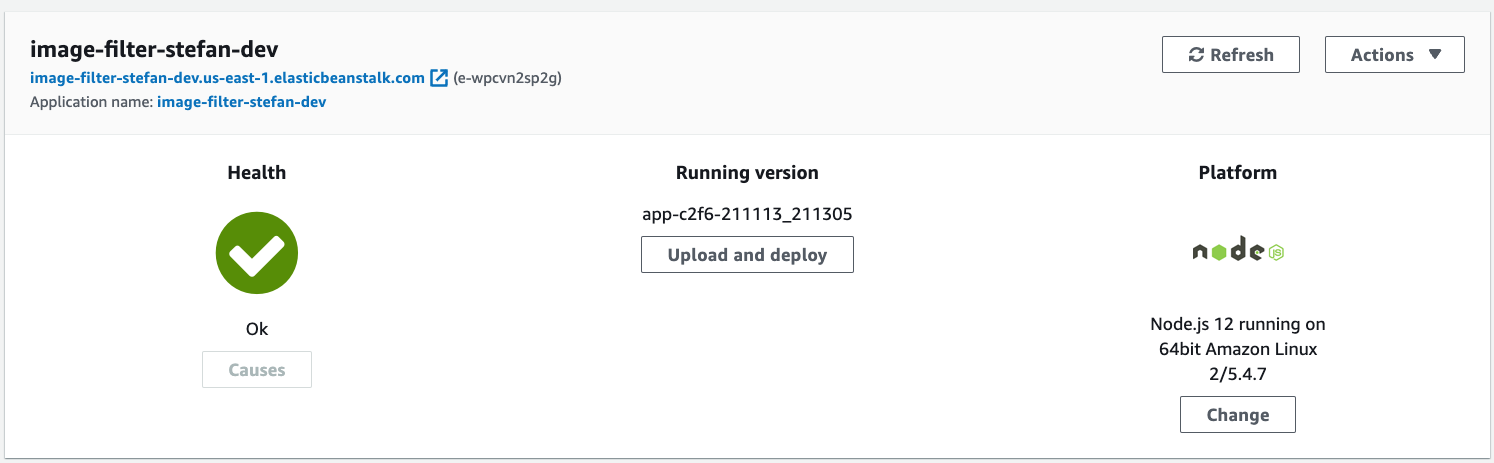 image-filter-stefan-dev
Refresh
Actions
image-filter-stefan-dev.us-east-1.elasticbeanstalk.com (e-wpcvn2sp2g)
Application name: image-filter-stefan-dev
Health
Ok
Causes
Running version
app-c2f6-211113_211305
Upload and deploy
Platform
node JS
Node.js 12 running on
64bit Amazon Linux
2/5.4.7
Change